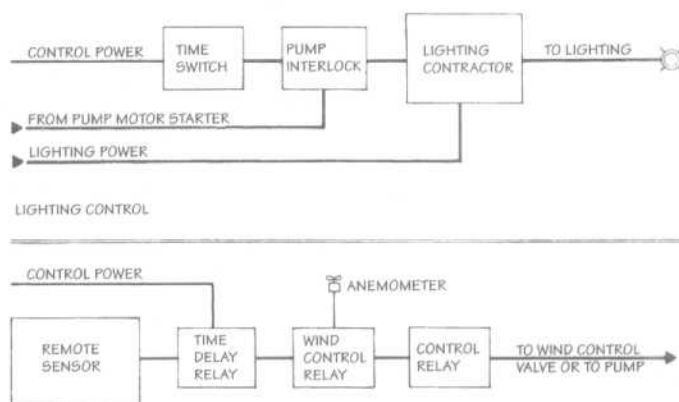 CONTROL POWER
TIME
SWITCH
PUMP
INTERLOCK
LIGHTING
CONTRACTOR
TO LIGHTING
FROM PUMP MOTOR STARTER
LIGHTING POWER
LIGHTING CONTROL
CONTROL POWER
ANEMOMETER
REMOTE
SENSOR
TIME
DELAY
RELAY
WIND
CONTROL
RELAY
CONTROL
RELAY
TO WIND CONTROL
VALVE OR TO PUMP